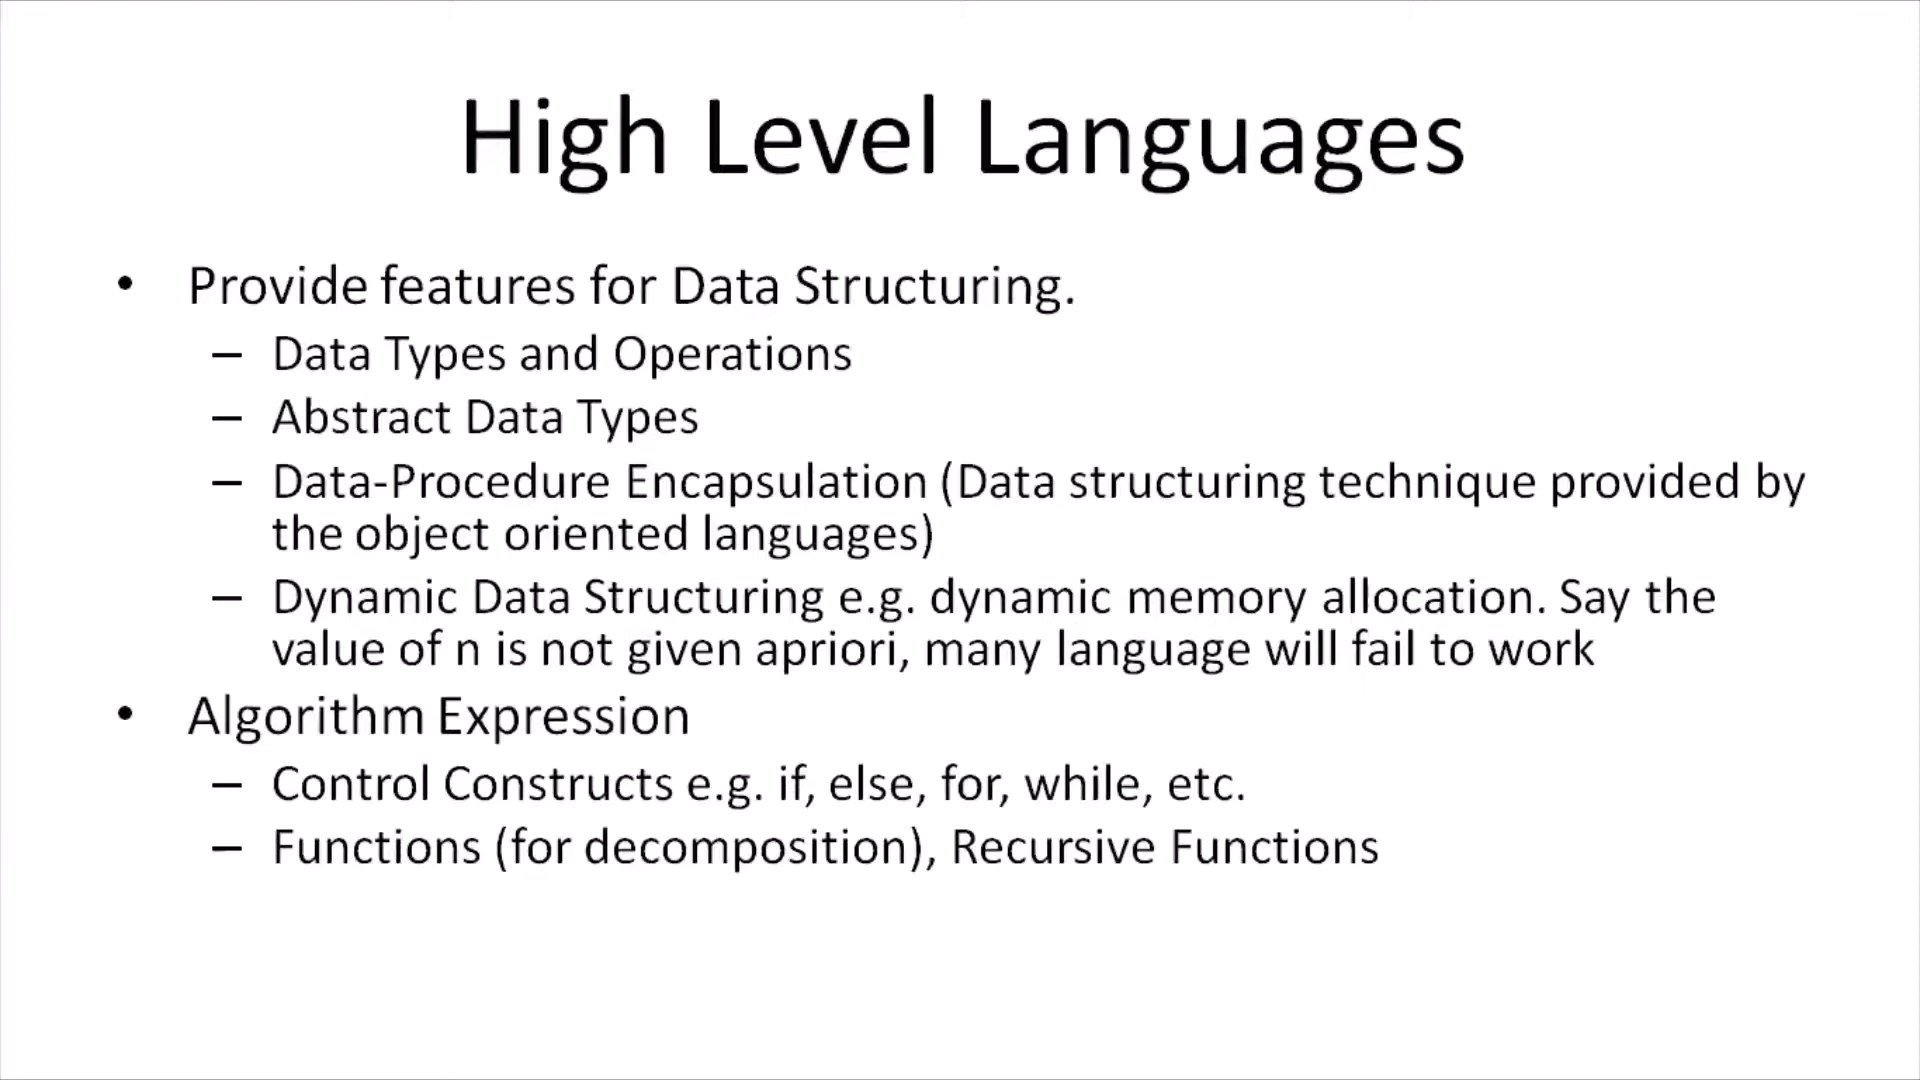 High Level Languages
• Provide features for Data Structuring.
– Data Types and Operations
– Abstract Data Types
– Data-Procedure Encapsulation (Data structuring technique provided by
the object oriented languages)
– Dynamic Data Structuring e.g. dynamic memory allocation. Say the
value of n is not given apriori, many language will fail to work
• Algorithm Expression
– Control Constructs e.g. if, else, for, while, etc.
– Functions (for decomposition), Recursive Functions